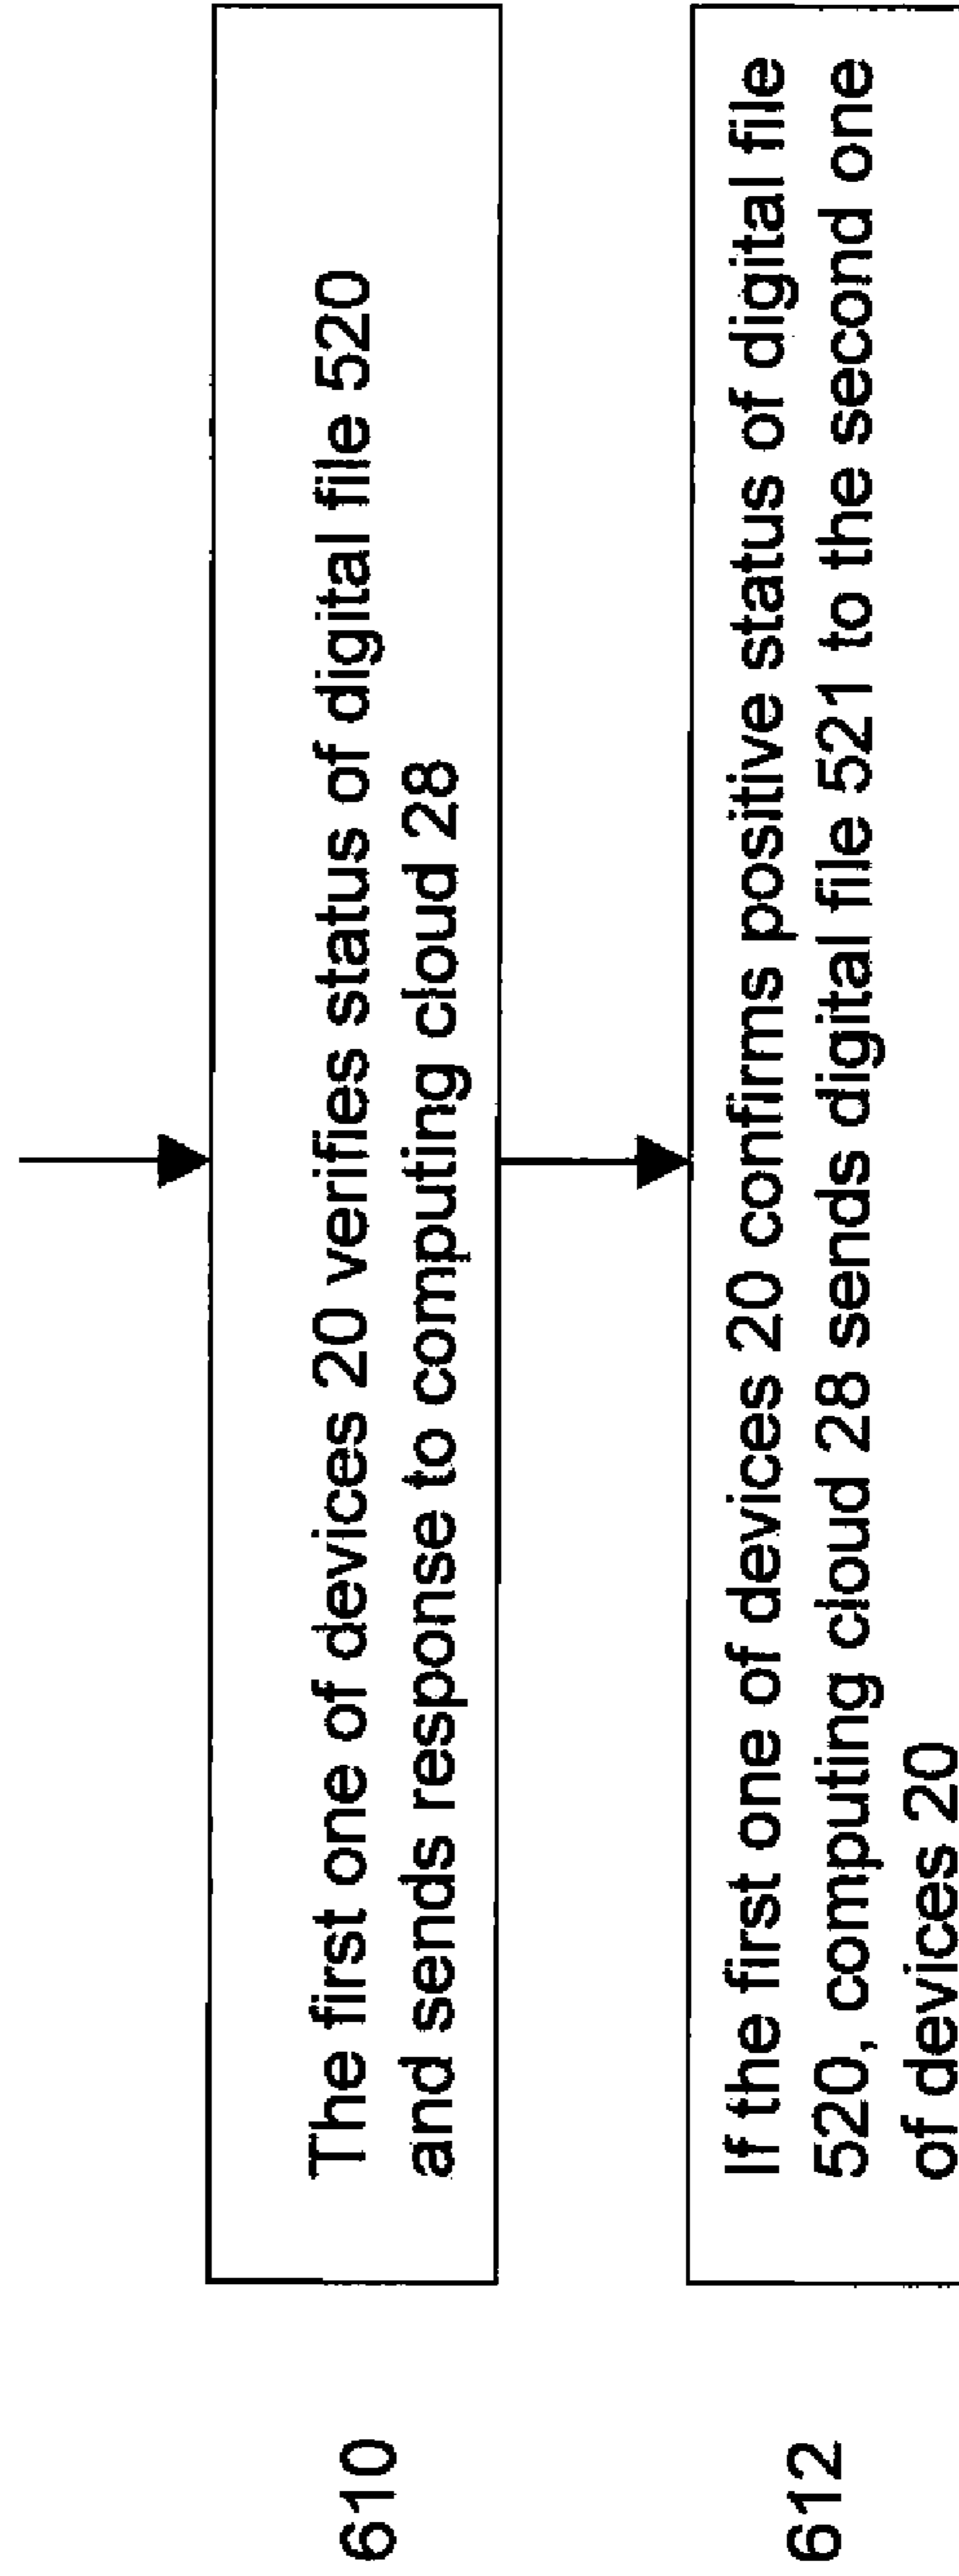 610
The first one of devices 20 verifies status of digital file 520
and sends response to computing cloud 28
612
If the first one of devices 20 confirms positive status of digital file
520, computing cloud 28 sends digital file 521 to the second one
of devices 20